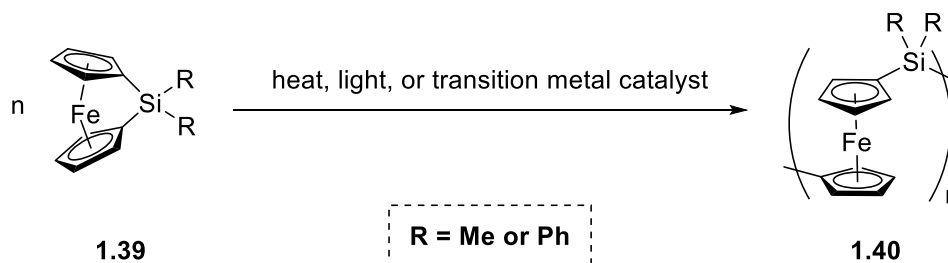 R R
Si
n
Fe
Si
R
R
heat, light, or transition metal catalyst
Fe
R = Me or Ph
1.39
1.40